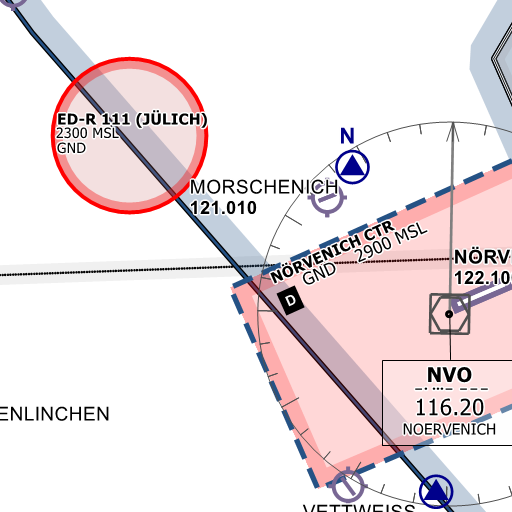 N
ED-R 111 (JÜLICH)
2300 MSL
GND
MORSCHENICH
121.010
NÖRVENICH CTR
GND 2900 MSL
D
NÖRV
122.10
NVO
116.20
NOERVENICH
ENLINCHEN
VETTWEISS